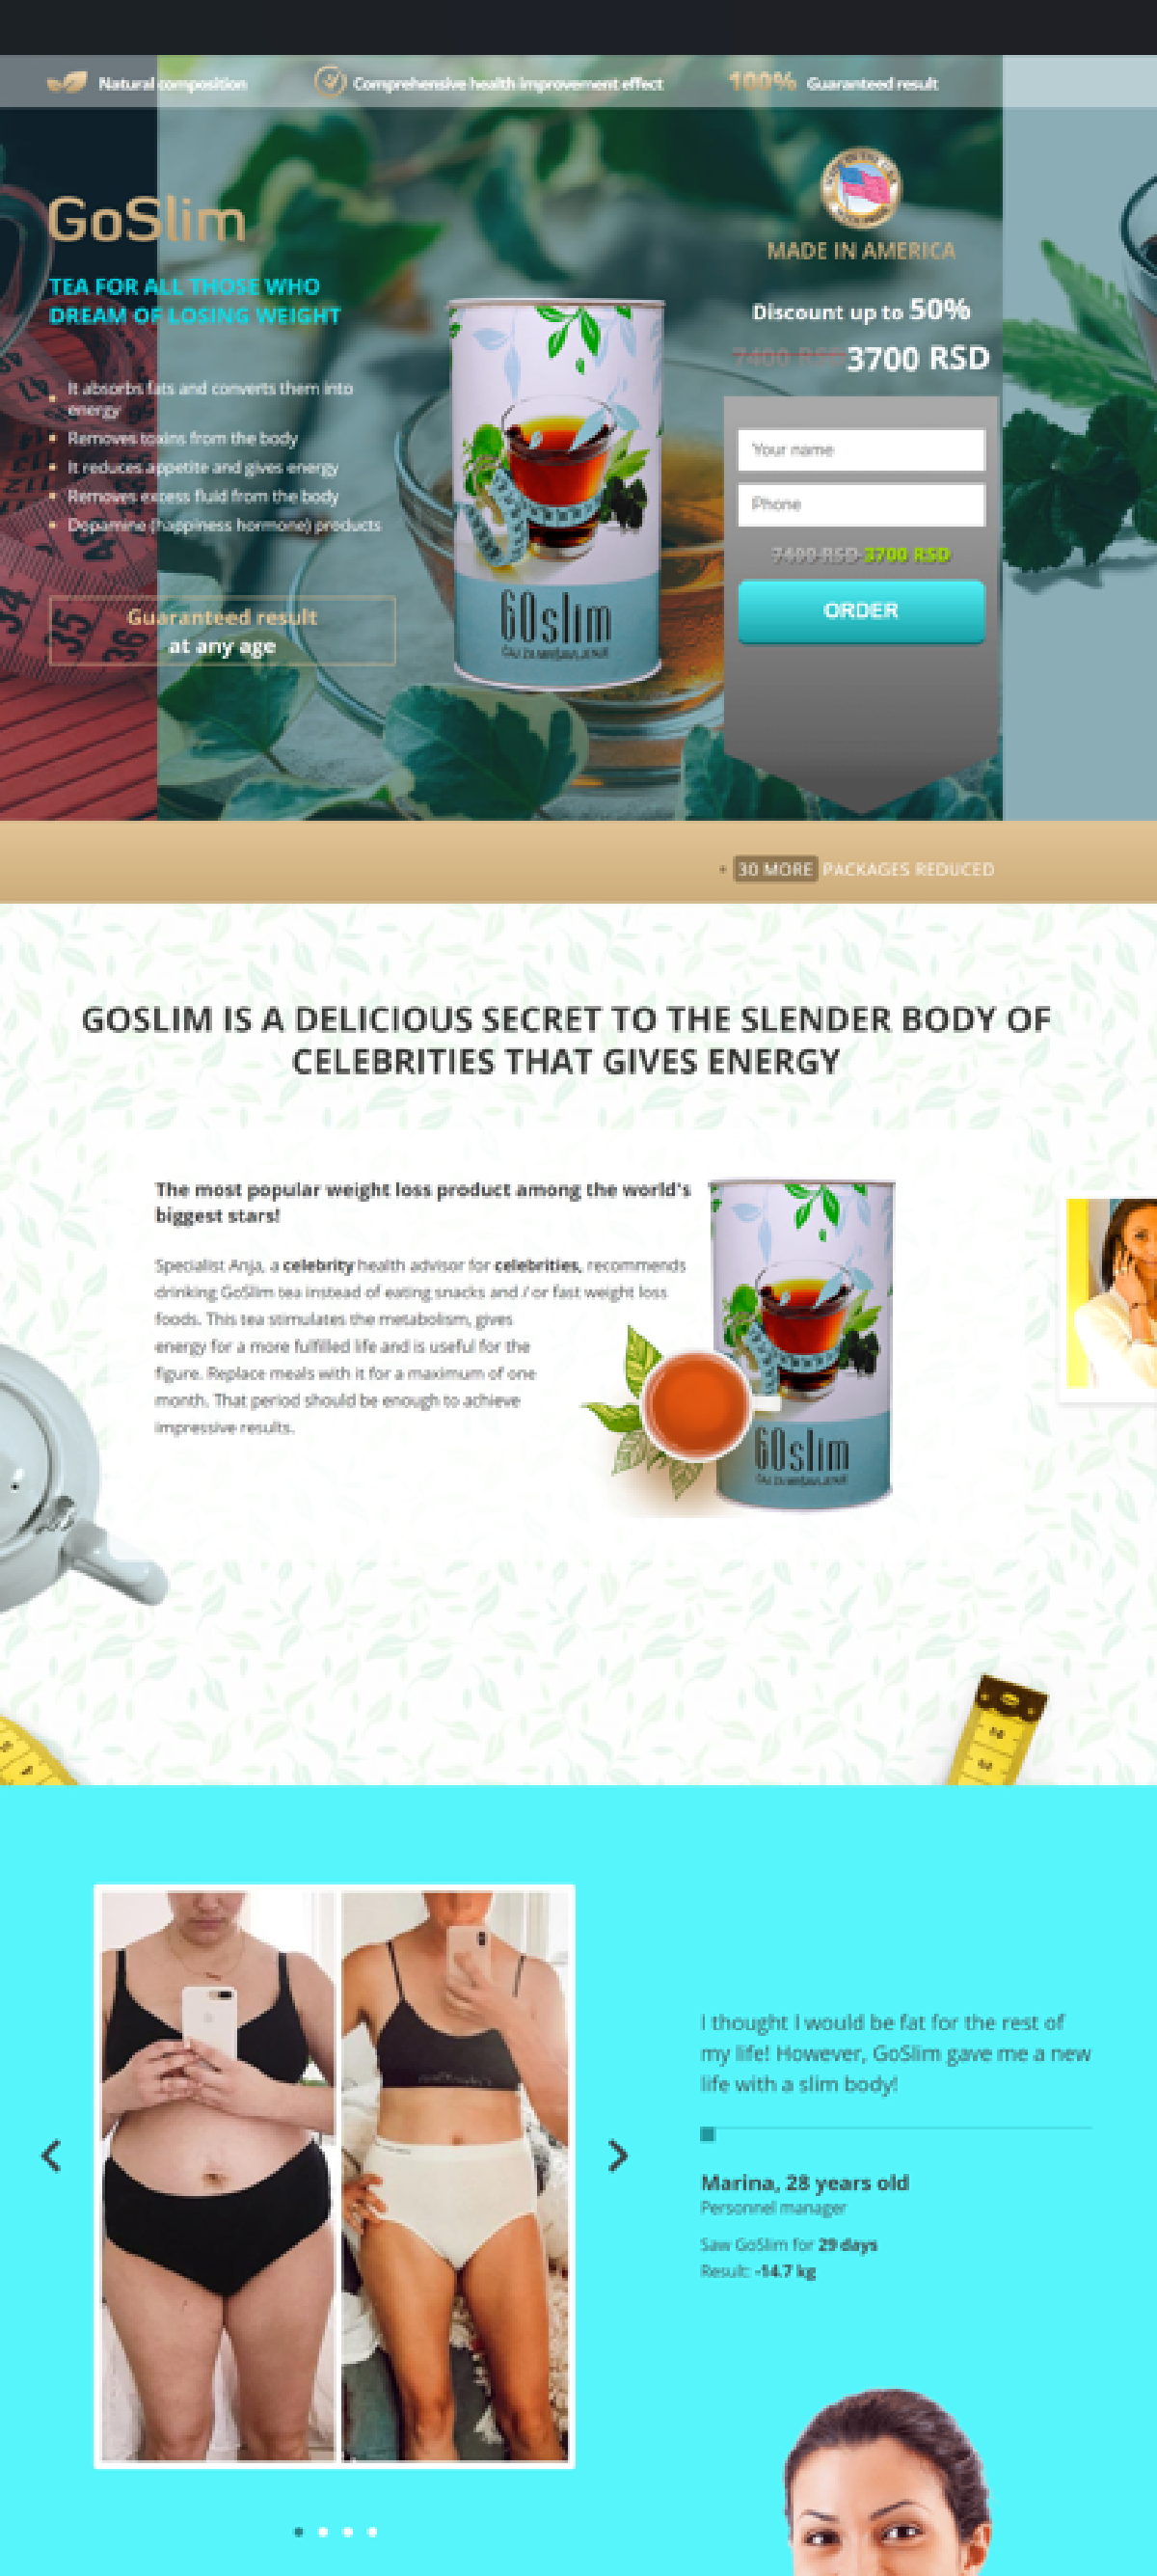 Natural composition
Comprehensive health improvement effect
100% Guaranteed result
GoSlim
TEA FOR ALL THOSE WHO
DREAM OF LOSING WEIGHT
It absorbs fats and converts them into
energy
Removes toxins from the body
It reduces appetite and gives energy
Removes excess fluid from the body
Dopamine (happiness hormone) products
Guaranteed result
at any age
GOslim
ČAJ ZA MRŠAVLJENJE
MADE IN AMERICA
Discount up to 50%
7400 RSD 3700 RSD
Your name
Phone
7400 RSD 3700 RSD
ORDER
30 MORE PACKAGES REDUCED
GOSLIM IS A DELICIOUS SECRET TO THE SLENDER BODY OF
CELEBRITIES THAT GIVES ENERGY
The most popular weight loss product among the world's
biggest stars!
Specialist Anja, a celebrity health advisor for celebrities, recommends
drinking GoSlim tea instead of eating snacks and / or fast weight loss
foods. This tea stimulates the metabolism, gives
energy for a more fulfilled life and is useful for the
figure. Replace meals with it for a maximum of one
month. That period should be enough to achieve
impressive results.
GOslim
ČAJ ZA MRŠAVLJENJE
I thought I would be fat for the rest of
my life! However, GoSlim gave me a new
life with a slim body!
Marina, 28 years old
Personnel manager
Saw GoSlim for 29 days
Result: -14.7 kg